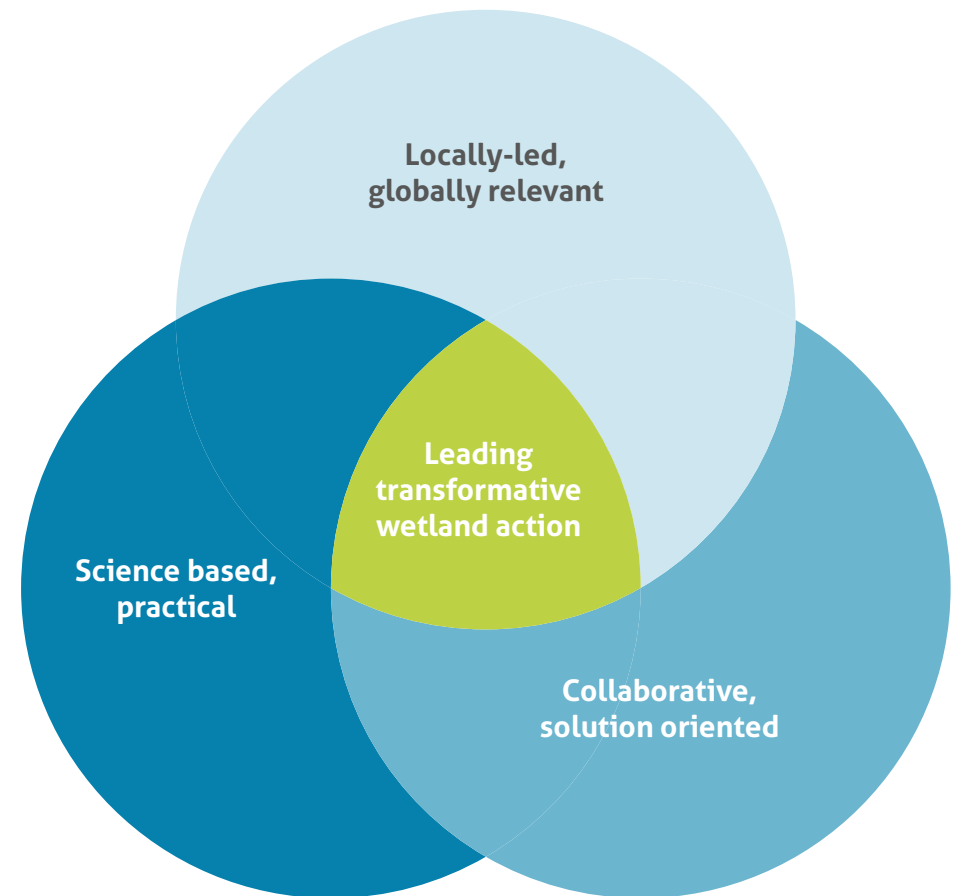 Locally-led,
globally relevant
Leading
transformative
wetland action
Science based,
practical
Collaborative,
solution oriented